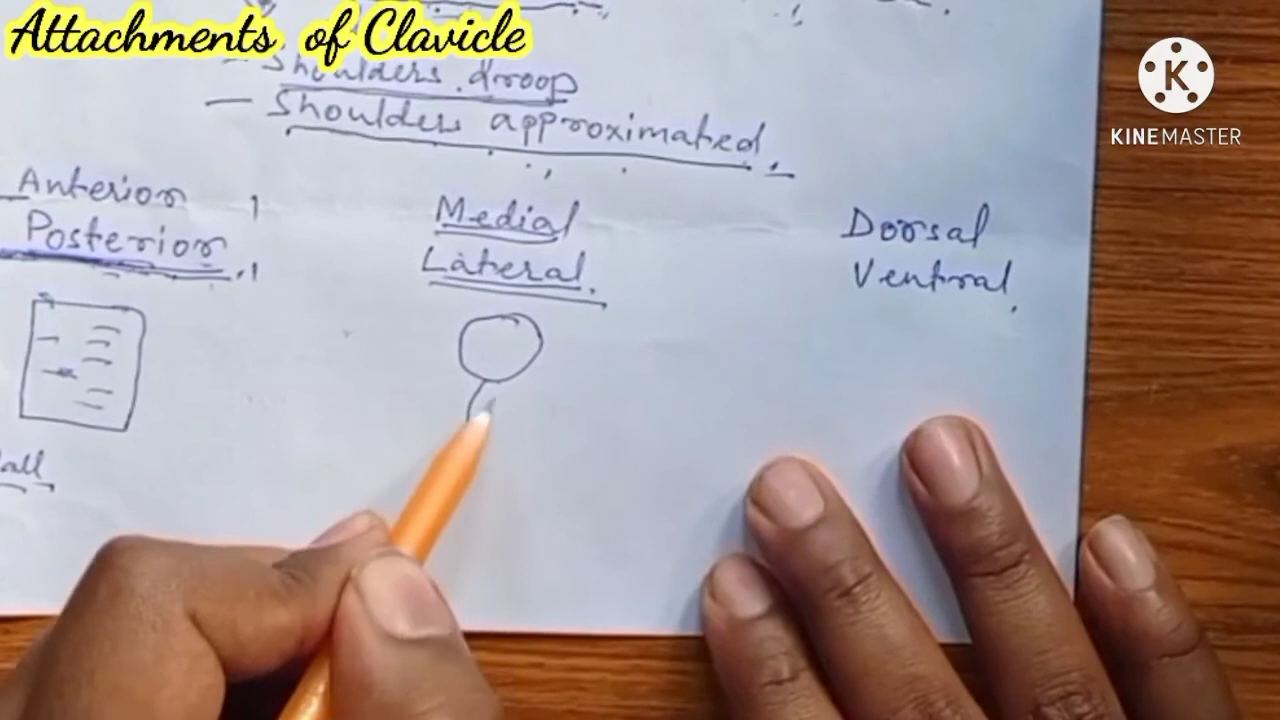 Attachments of Clavicle
- Shoulders droop
- Shoulders approximated.
Anterior
Posterior.
Medial
Lateral.
Dorsal
Ventral.
KINEMASTER